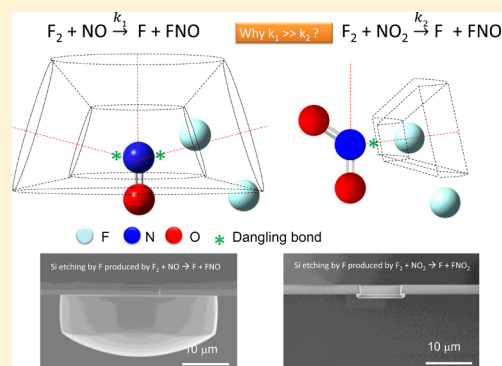 F₂ + NO k₁→ F + FNO
Why k₁ >> k₂ ?
F₂ + NO₂ k₂→ F + FNO
*
*
*
F N O * Dangling bond
Si etching by F produced by F₂ + NO → F + FNO
10 μm
Si etching by F produced by F₂ + NO₂ → F + FNO₂
10 μm